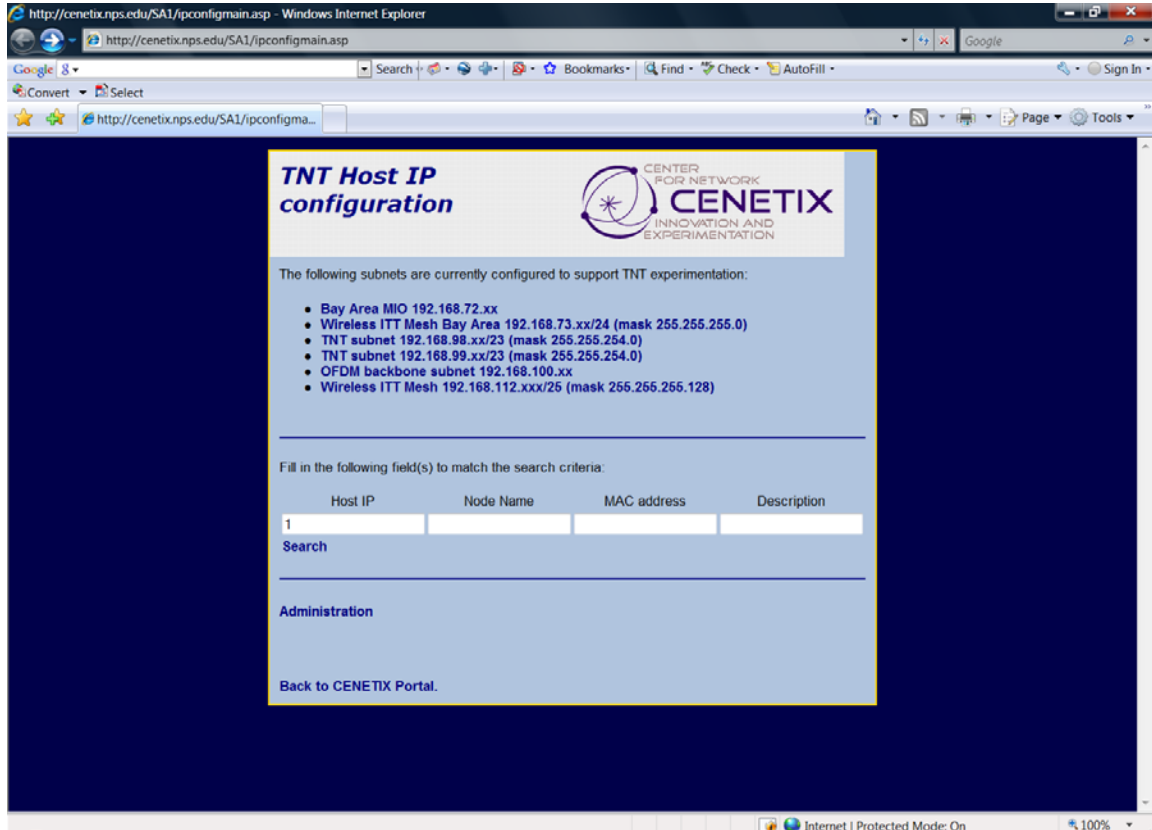 http://cenetix.nps.edu/SA1/ipconfigmain.asp - Windows Internet Explorer
http://cenetix.nps.edu/SA1/ipconfigmain.asp Google
Google Search Bookmarks Find Check AutoFill Sign In
Convert Select
http://cenetix.nps.edu/SA1/ipconfigma... Page Tools
TNT Host IP
configuration
CENTER
FOR NETWORK
CENETIX
INNOVATION AND
EXPERIMENTATION
The following subnets are currently configured to support TNT experimentation:
Bay Area MIO 192.168.72.xx
Wireless ITT Mesh Bay Area 192.168.73.xx/24 (mask 255.255.255.0)
TNT subnet 192.168.98.xx/23 (mask 255.255.254.0)
TNT subnet 192.168.99.xx/23 (mask 255.255.254.0)
OFDM backbone subnet 192.168.100.xx
Wireless ITT Mesh 192.168.112.xxx/25 (mask 255.255.255.128)
Fill in the following field(s) to match the search criteria:
Host IP Node Name MAC address Description
1
Search
Administration
Back to CENETIX Portal.
Internet | Protected Mode: On 100%